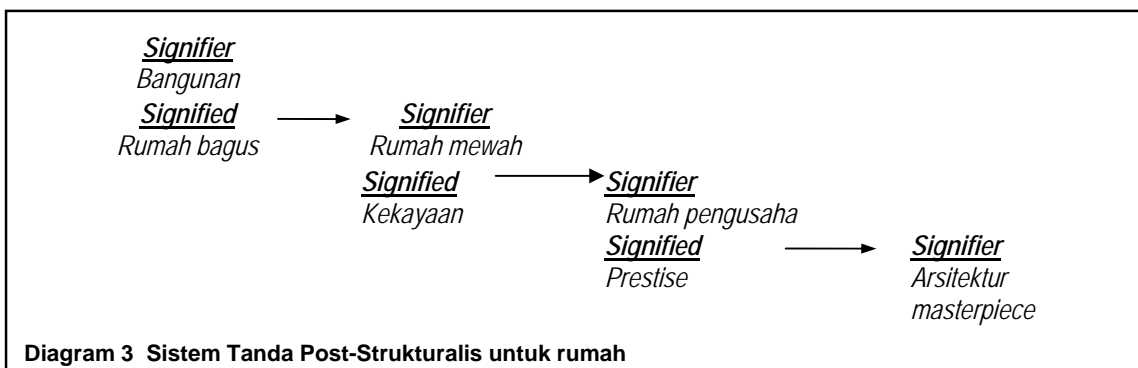 Signifier
Bangunan
Signified
Rumah bagus
Signifier
Rumah mewah
Signified
Kekayaan
Signifier
Rumah pengusaha
Signified
Prestise
Signifier
Arsitektur
masterpiece
Diagram 3 Sistem Tanda Post-Strukturalis untuk rumah